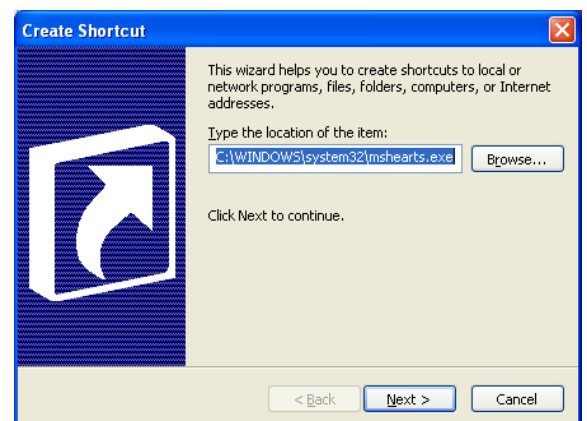 Create Shortcut
This wizard helps you to create shortcuts to local or
network programs, files, folders, computers, or Internet
addresses.
Type the location of the item:
C:\WINDOWS\system32\mshearts.exe
Browse...
Click Next to continue.
< Back
Next >
Cancel